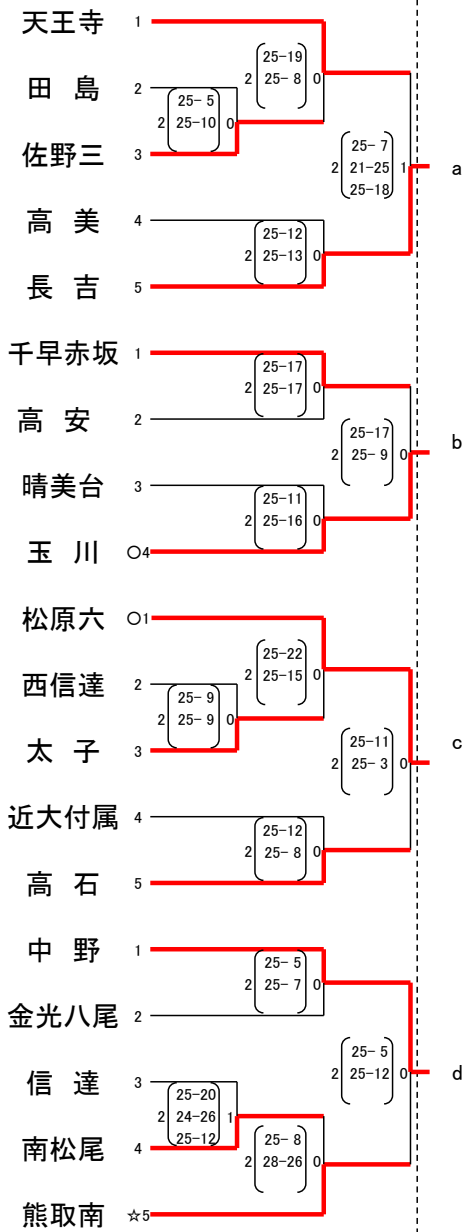 天王寺 1
25-19
2 25- 8 0
田 島 2
25- 5
2 25-10 0
佐野三 3
25- 7
2 21-25 1
25-18
a
高 美 4
25-12
2 25-13 0
長 吉 5
千早赤坂 1
25-17
2 25-17 0
高 安 2
25-17
2 25- 9 0
b
晴美台 3
25-11
2 25-16 0
玉 川 ○4
松原六 ○1
25-22
2 25-15 0
西信達 2
25- 9
2 25- 9 0
太 子 3
25-11
2 25- 3 0
c
近大付属 4
25-12
2 25- 8 0
高 石 5
中 野 1
25- 5
2 25- 7 0
金光八尾 2
25- 5
2 25-12 0
d
信 達 3
25-20
2 24-26 1
25-12
南松尾 4
25- 8
2 28-26 0
熊取南 ☆5